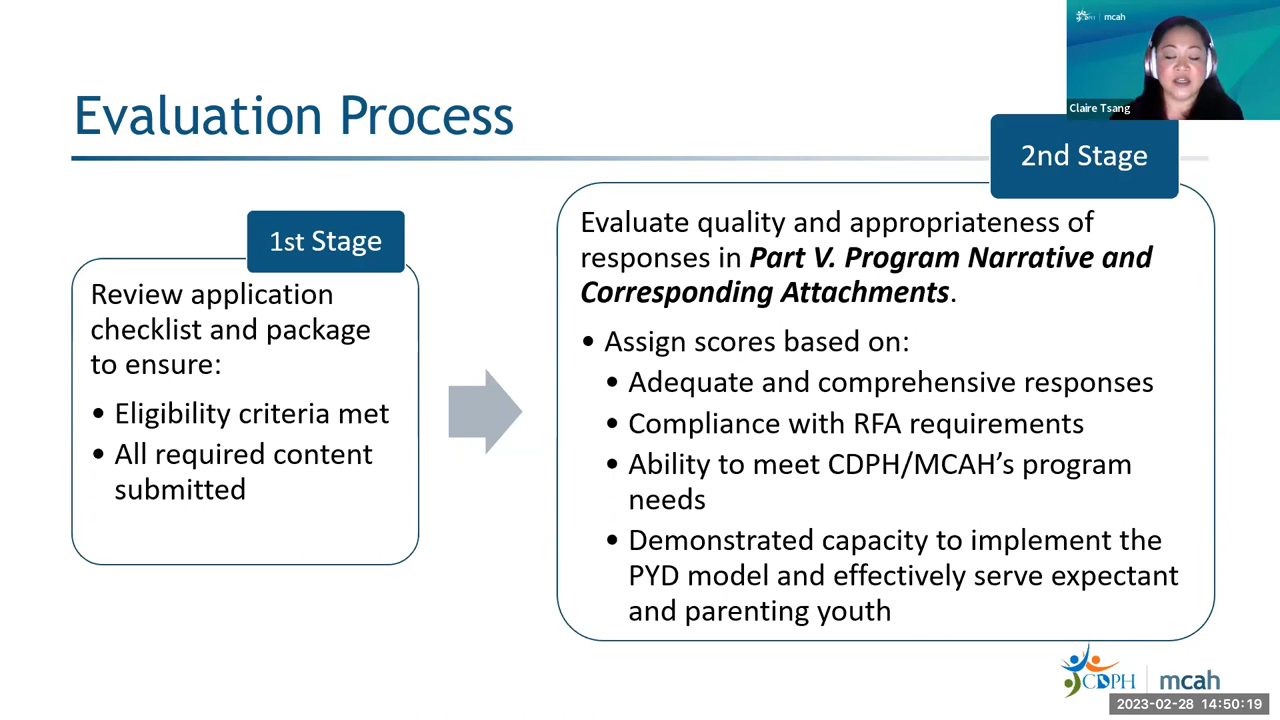 CDPH | mcah
Claire Tsang
Evaluation Process
1st Stage
Review application
checklist and package
to ensure:
• Eligibility criteria met
• All required content
submitted
2nd Stage
Evaluate quality and appropriateness of
responses in Part V. Program Narrative and
Corresponding Attachments.
• Assign scores based on:
• Adequate and comprehensive responses
• Compliance with RFA requirements
• Ability to meet CDPH/MCAH’s program
needs
• Demonstrated capacity to implement the
PYD model and effectively serve expectant
and parenting youth
CDPH | mcah
2023-02-28 14:50:19